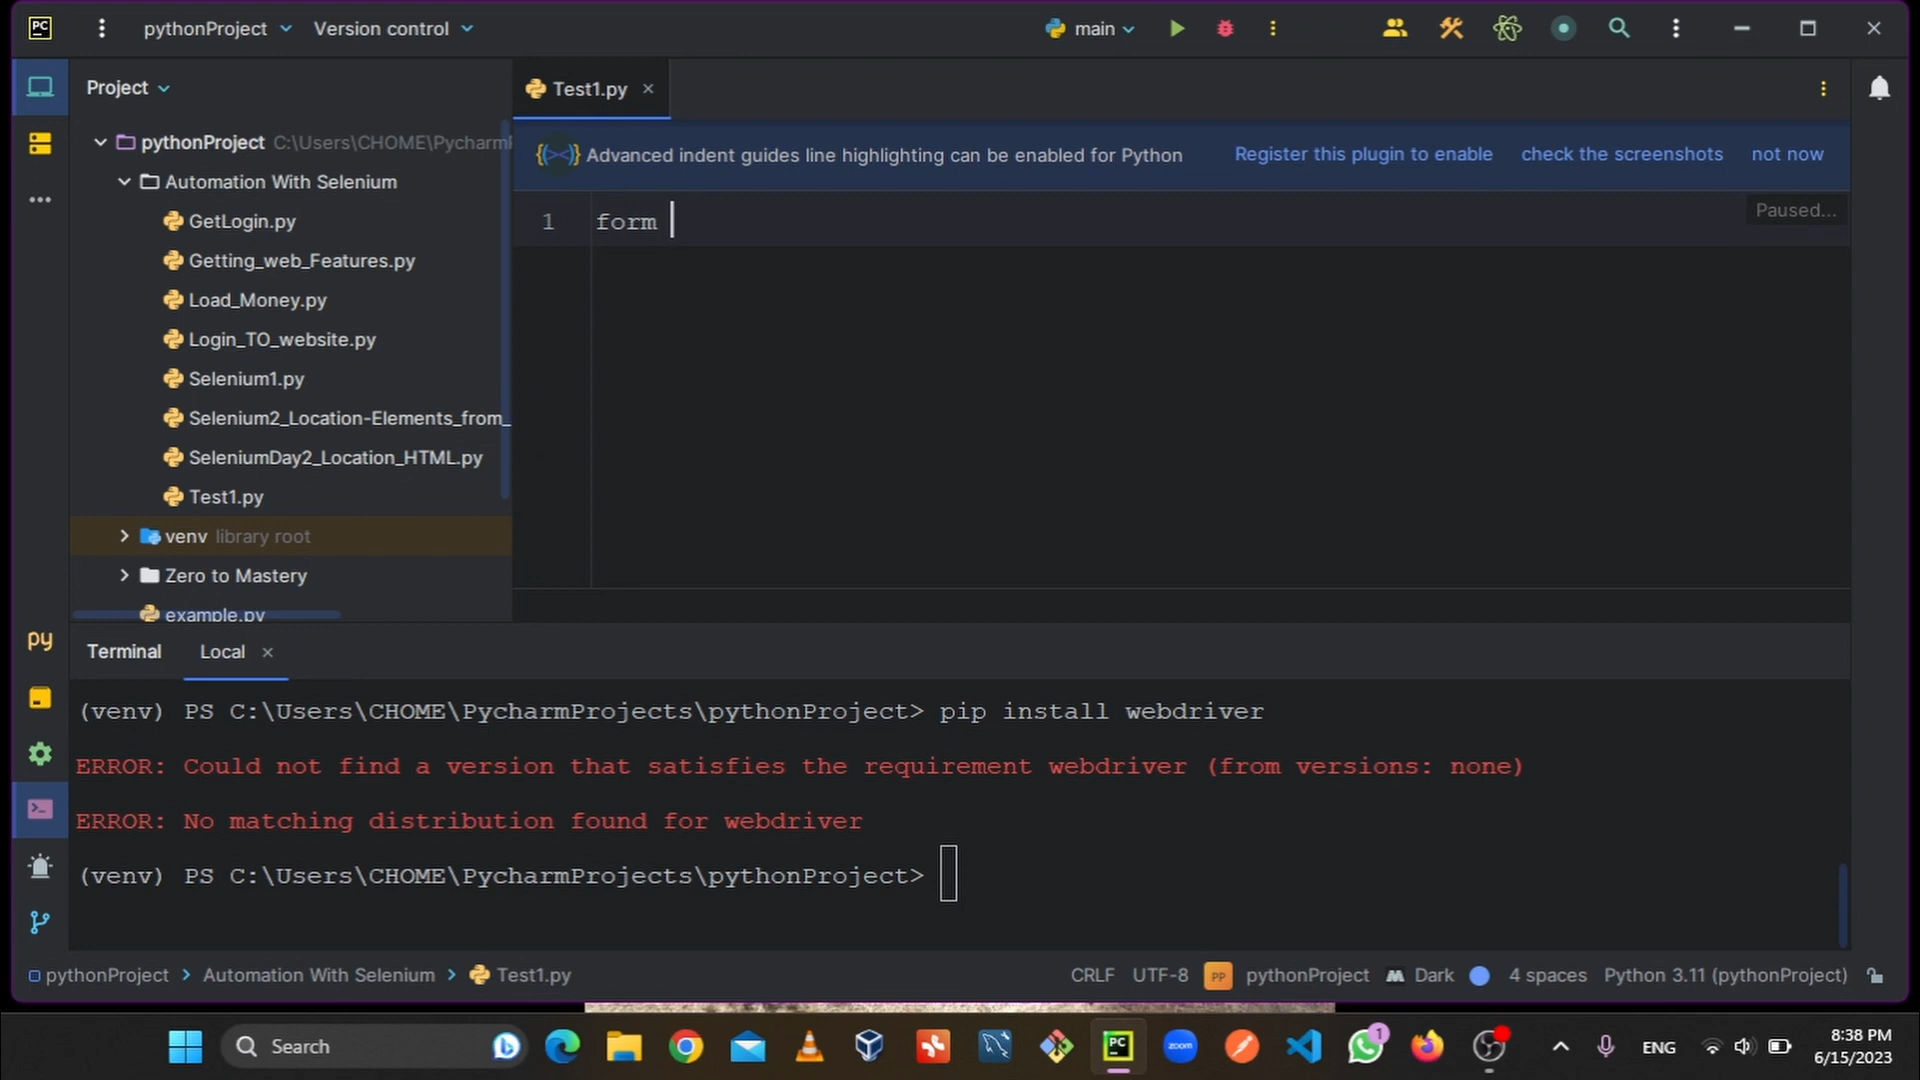 PC
pythonProject
Version control
main
Project
Test1.py
pythonProject C:\Users\CHOME\Pycharm
Automation With Selenium
GetLogin.py
Getting_web_Features.py
Load_Money.py
Login_TO_website.py
Selenium1.py
Selenium2_Location-Elements_from_
SeleniumDay2_Location_HTML.py
Test1.py
venv library root
Zero to Mastery
example.py
Advanced indent guides line highlighting can be enabled for Python
Register this plugin to enable
check the screenshots
not now
1 form
Paused...
py
Terminal
Local
(venv) PS C:\Users\CHOME\PycharmProjects\pythonProject> pip install webdriver
ERROR: Could not find a version that satisfies the requirement webdriver (from versions: none)
ERROR: No matching distribution found for webdriver
(venv) PS C:\Users\CHOME\PycharmProjects\pythonProject>
pythonProject > Automation With Selenium > Test1.py
CRLF UTF-8 PP pythonProject Dark 4 spaces Python 3.11 (pythonProject)
Search
PC
zoom
1
ENG
8:38 PM
6/15/2023